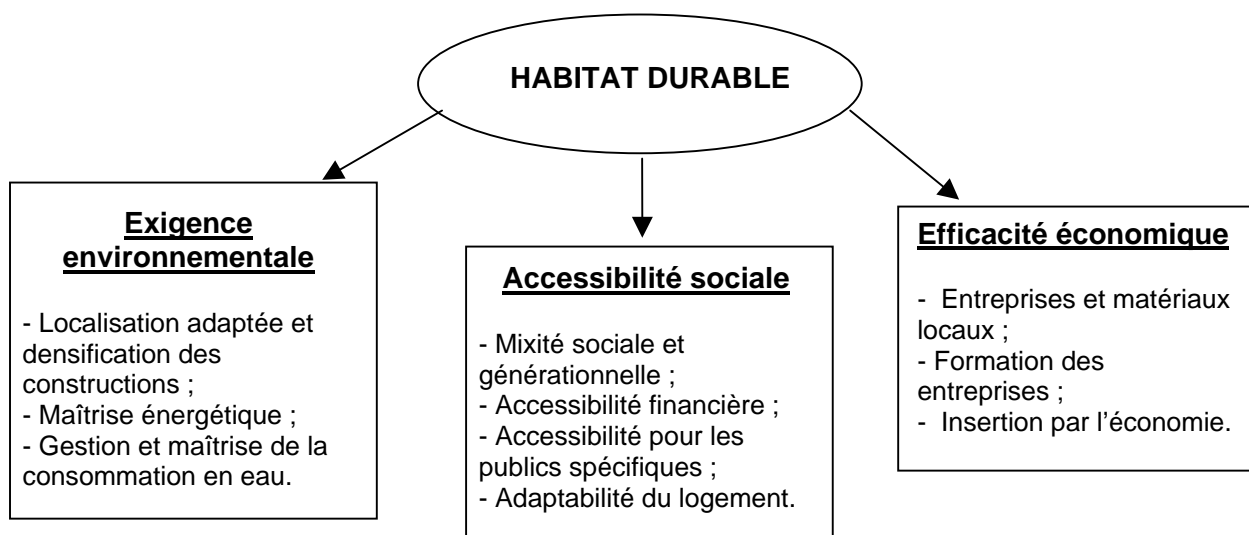 HABITAT DURABLE
Exigence
environnementale
- Localisation adaptée et
densification des
constructions ;
- Maîtrise énergétique ;
- Gestion et maîtrise de la
consommation en eau.
Accessibilité sociale
- Mixité sociale et
générationnelle ;
- Accessibilité financière ;
- Accessibilité pour les
publics spécifiques ;
- Adaptabilité du logement.
Efficacité économique
- Entreprises et matériaux
locaux ;
- Formation des
entreprises ;
- Insertion par l’économie.